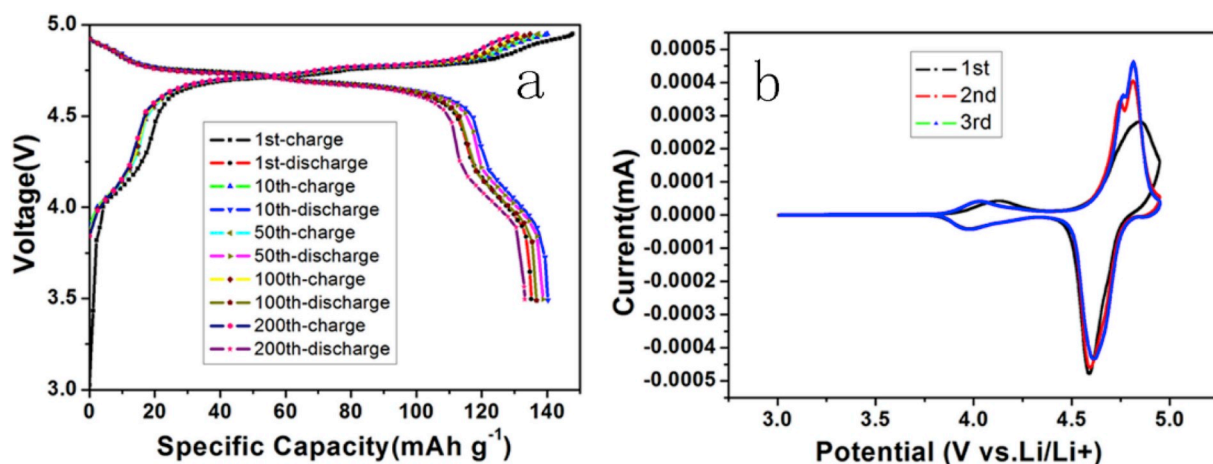 a
Voltage(V)
5.0
4.5
4.0
3.5
3.0
1st-charge
1st-discharge
10th-charge
10th-discharge
50th-charge
50th-discharge
100th-charge
100th-discharge
200th-charge
200th-discharge
0 20 40 60 80 100 120 140
Specific Capacity(mAh g⁻¹)
b
Current(mA)
0.0005
0.0004
0.0003
0.0002
0.0001
0.0000
-0.0001
-0.0002
-0.0003
-0.0004
-0.0005
1st
2nd
3rd
3.0 3.5 4.0 4.5 5.0
Potential (V vs.Li/Li+)